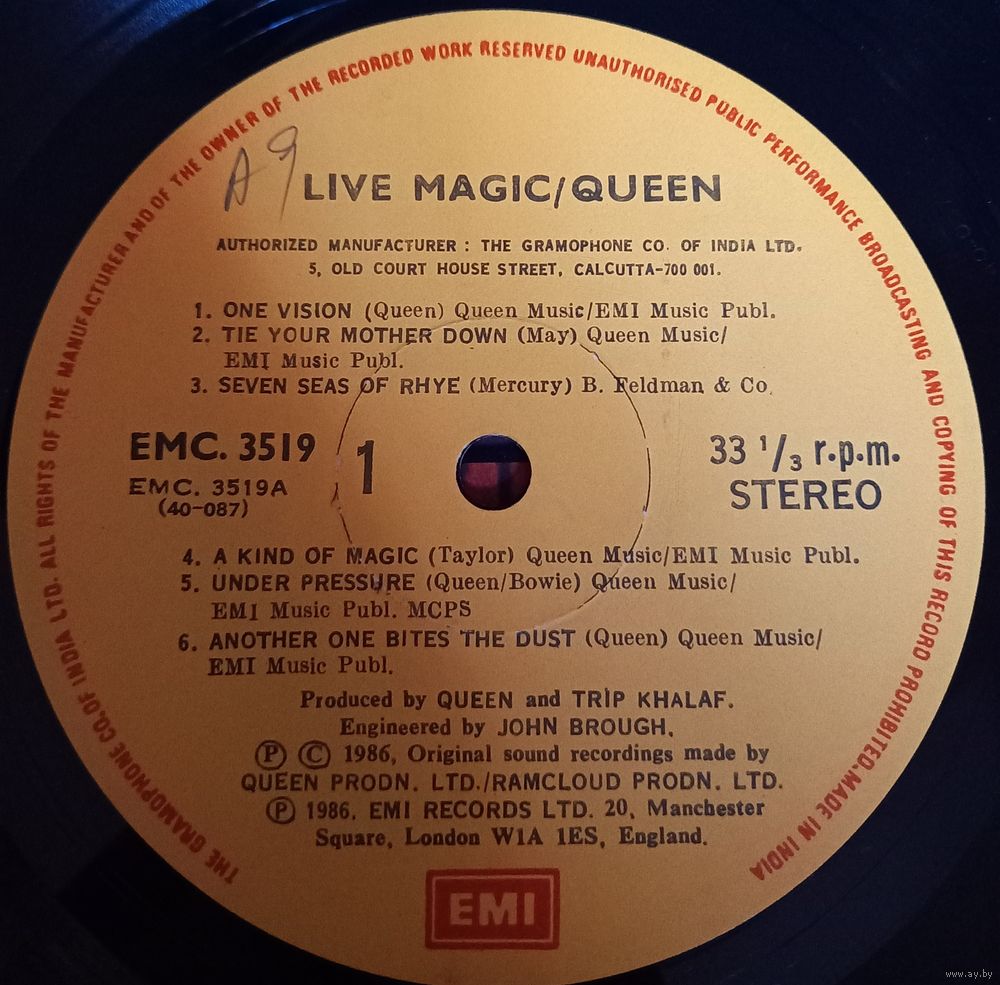 THE GRAMOPHONE CO. OF INDIA LTD. ALL RIGHTS OF THE MANUFACTURER AND OF THE OWNER OF THE RECORDED WORK RESERVED UNAUTHORISED PUBLIC PERFORMANCE BROADCASTING AND COPYING OF THIS RECORD PROHIBITED. MADE IN INDIA
A9
LIVE MAGIC/QUEEN
AUTHORIZED MANUFACTURER : THE GRAMOPHONE CO. OF INDIA LTD.
5, OLD COURT HOUSE STREET, CALCUTTA-700 001.
1. ONE VISION (Queen) Queen Music/EMI Music Publ.
2. TIE YOUR MOTHER DOWN (May) Queen Music/
EMI Music Publ.
3. SEVEN SEAS OF RHYE (Mercury) B. Feldman & Co.
EMC. 3519
EMC. 3519A
(40-087)
1
33 1/3 r.p.m.
STEREO
4. A KIND OF MAGIC (Taylor) Queen Music/EMI Music Publ.
5. UNDER PRESSURE (Queen/Bowie) Queen Music/
EMI Music Publ. MCPS
6. ANOTHER ONE BITES THE DUST (Queen) Queen Music/
EMI Music Publ.
Produced by QUEEN and TRIP KHALAF.
Engineered by JOHN BROUGH.
Ⓟ Ⓒ 1986, Original sound recordings made by
QUEEN PRODN. LTD./RAMCLOUD PRODN. LTD.
Ⓟ 1986. EMI RECORDS LTD. 20, Manchester
Square, London W1A 1ES, England.
EMI
www.ay.by